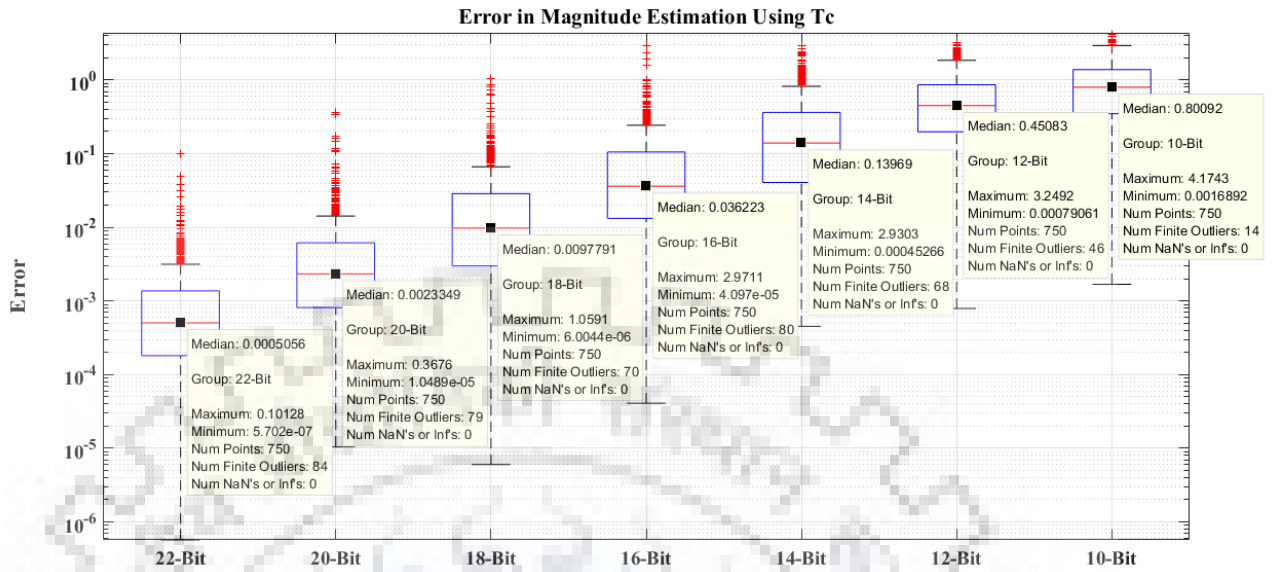 Error in Magnitude Estimation Using Tc
Error
10^0
10^-1
10^-2
10^-3
10^-4
10^-5
10^-6
Median: 0.0005056
Group: 22-Bit
Maximum: 0.10128
Minimum: 5.702e-07
Num Points: 750
Num Finite Outliers: 84
Num NaN's or Inf's: 0
Median: 0.0023349
Group: 20-Bit
Maximum: 0.3676
Minimum: 1.0489e-05
Num Points: 750
Num Finite Outliers: 79
Num NaN's or Inf's: 0
Median: 0.0097791
Group: 18-Bit
Maximum: 1.0591
Minimum: 6.0044e-06
Num Points: 750
Num Finite Outliers: 70
Num NaN's or Inf's: 0
Median: 0.036223
Group: 16-Bit
Maximum: 2.9711
Minimum: 4.097e-05
Num Points: 750
Num Finite Outliers: 80
Num NaN's or Inf's: 0
Median: 0.13969
Group: 14-Bit
Maximum: 2.9303
Minimum: 0.00045266
Num Points: 750
Num Finite Outliers: 68
Num NaN's or Inf's: 0
Median: 0.45083
Group: 12-Bit
Maximum: 3.2492
Minimum: 0.00079061
Num Points: 750
Num Finite Outliers: 46
Num NaN's or Inf's: 0
Median: 0.80092
Group: 10-Bit
Maximum: 4.1743
Minimum: 0.0016892
Num Points: 750
Num Finite Outliers: 14
Num NaN's or Inf's: 0
22-Bit 20-Bit 18-Bit 16-Bit 14-Bit 12-Bit 10-Bit